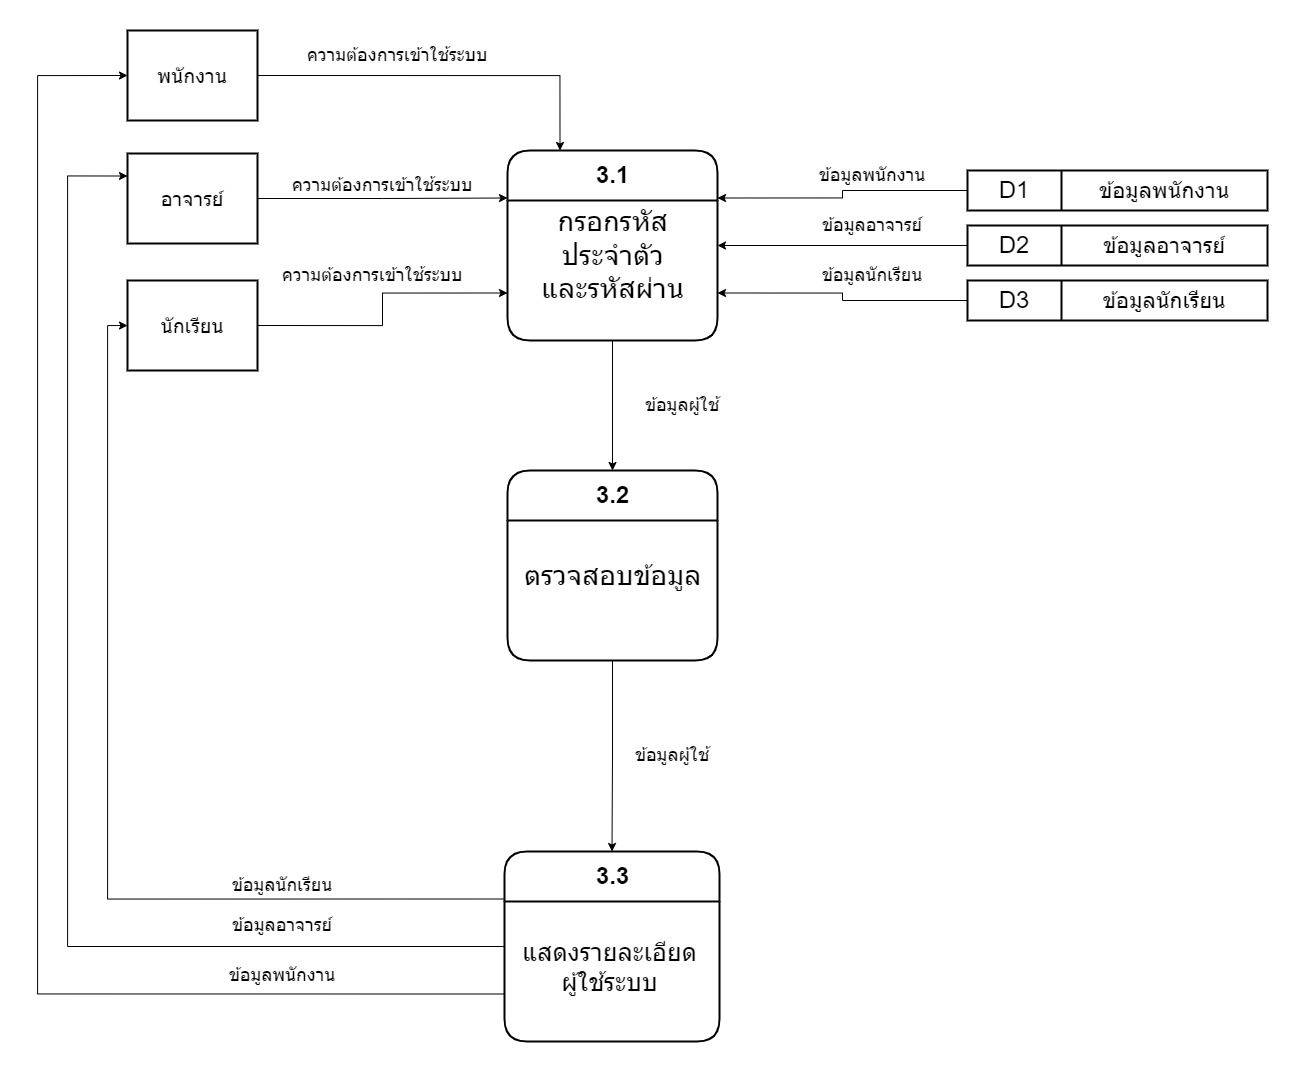 ความต้องการเข้าใช้ระบบ
พนักงาน
ความต้องการเข้าใช้ระบบ
อาจารย์
ความต้องการเข้าใช้ระบบ
นักเรียน
3.1
กรอกรหัส
ประจำตัว
และรหัสผ่าน
ข้อมูลพนักงาน
D1 ข้อมูลพนักงาน
ข้อมูลอาจารย์
D2 ข้อมูลอาจารย์
ข้อมูลนักเรียน
D3 ข้อมูลนักเรียน
ข้อมูลผู้ใช้
3.2
ตรวจสอบข้อมูล
ข้อมูลผู้ใช้
3.3
แสดงรายละเอียด
ผู้ใช้ระบบ
ข้อมูลนักเรียน
ข้อมูลอาจารย์
ข้อมูลพนักงาน